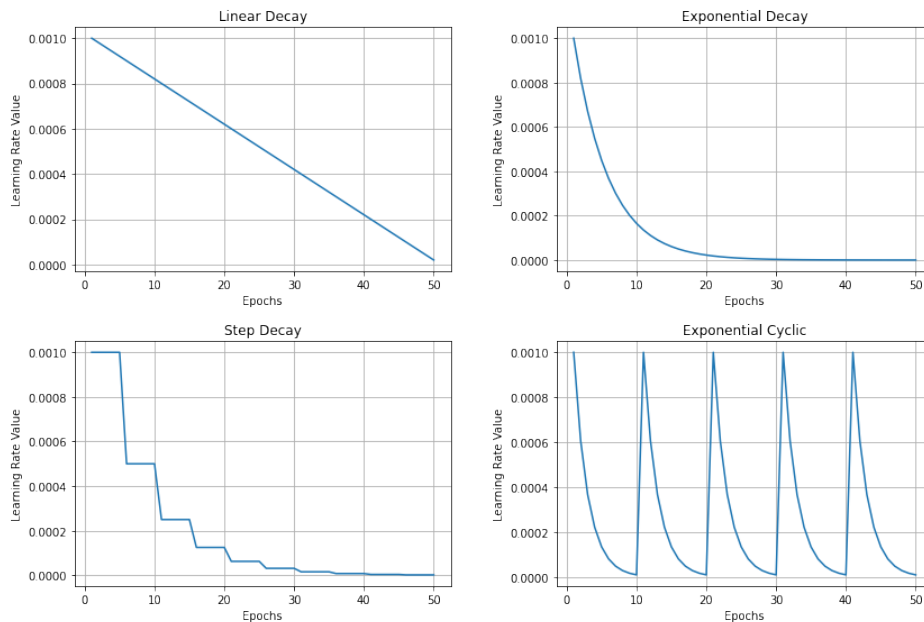 Linear Decay
Learning Rate Value
0.0010
0.0008
0.0006
0.0004
0.0002
0.0000
0 10 20 30 40 50
Epochs
Exponential Decay
Learning Rate Value
0.0010
0.0008
0.0006
0.0004
0.0002
0.0000
0 10 20 30 40 50
Epochs
Step Decay
Learning Rate Value
0.0010
0.0008
0.0006
0.0004
0.0002
0.0000
0 10 20 30 40 50
Epochs
Exponential Cyclic
Learning Rate Value
0.0010
0.0008
0.0006
0.0004
0.0002
0.0000
0 10 20 30 40 50
Epochs